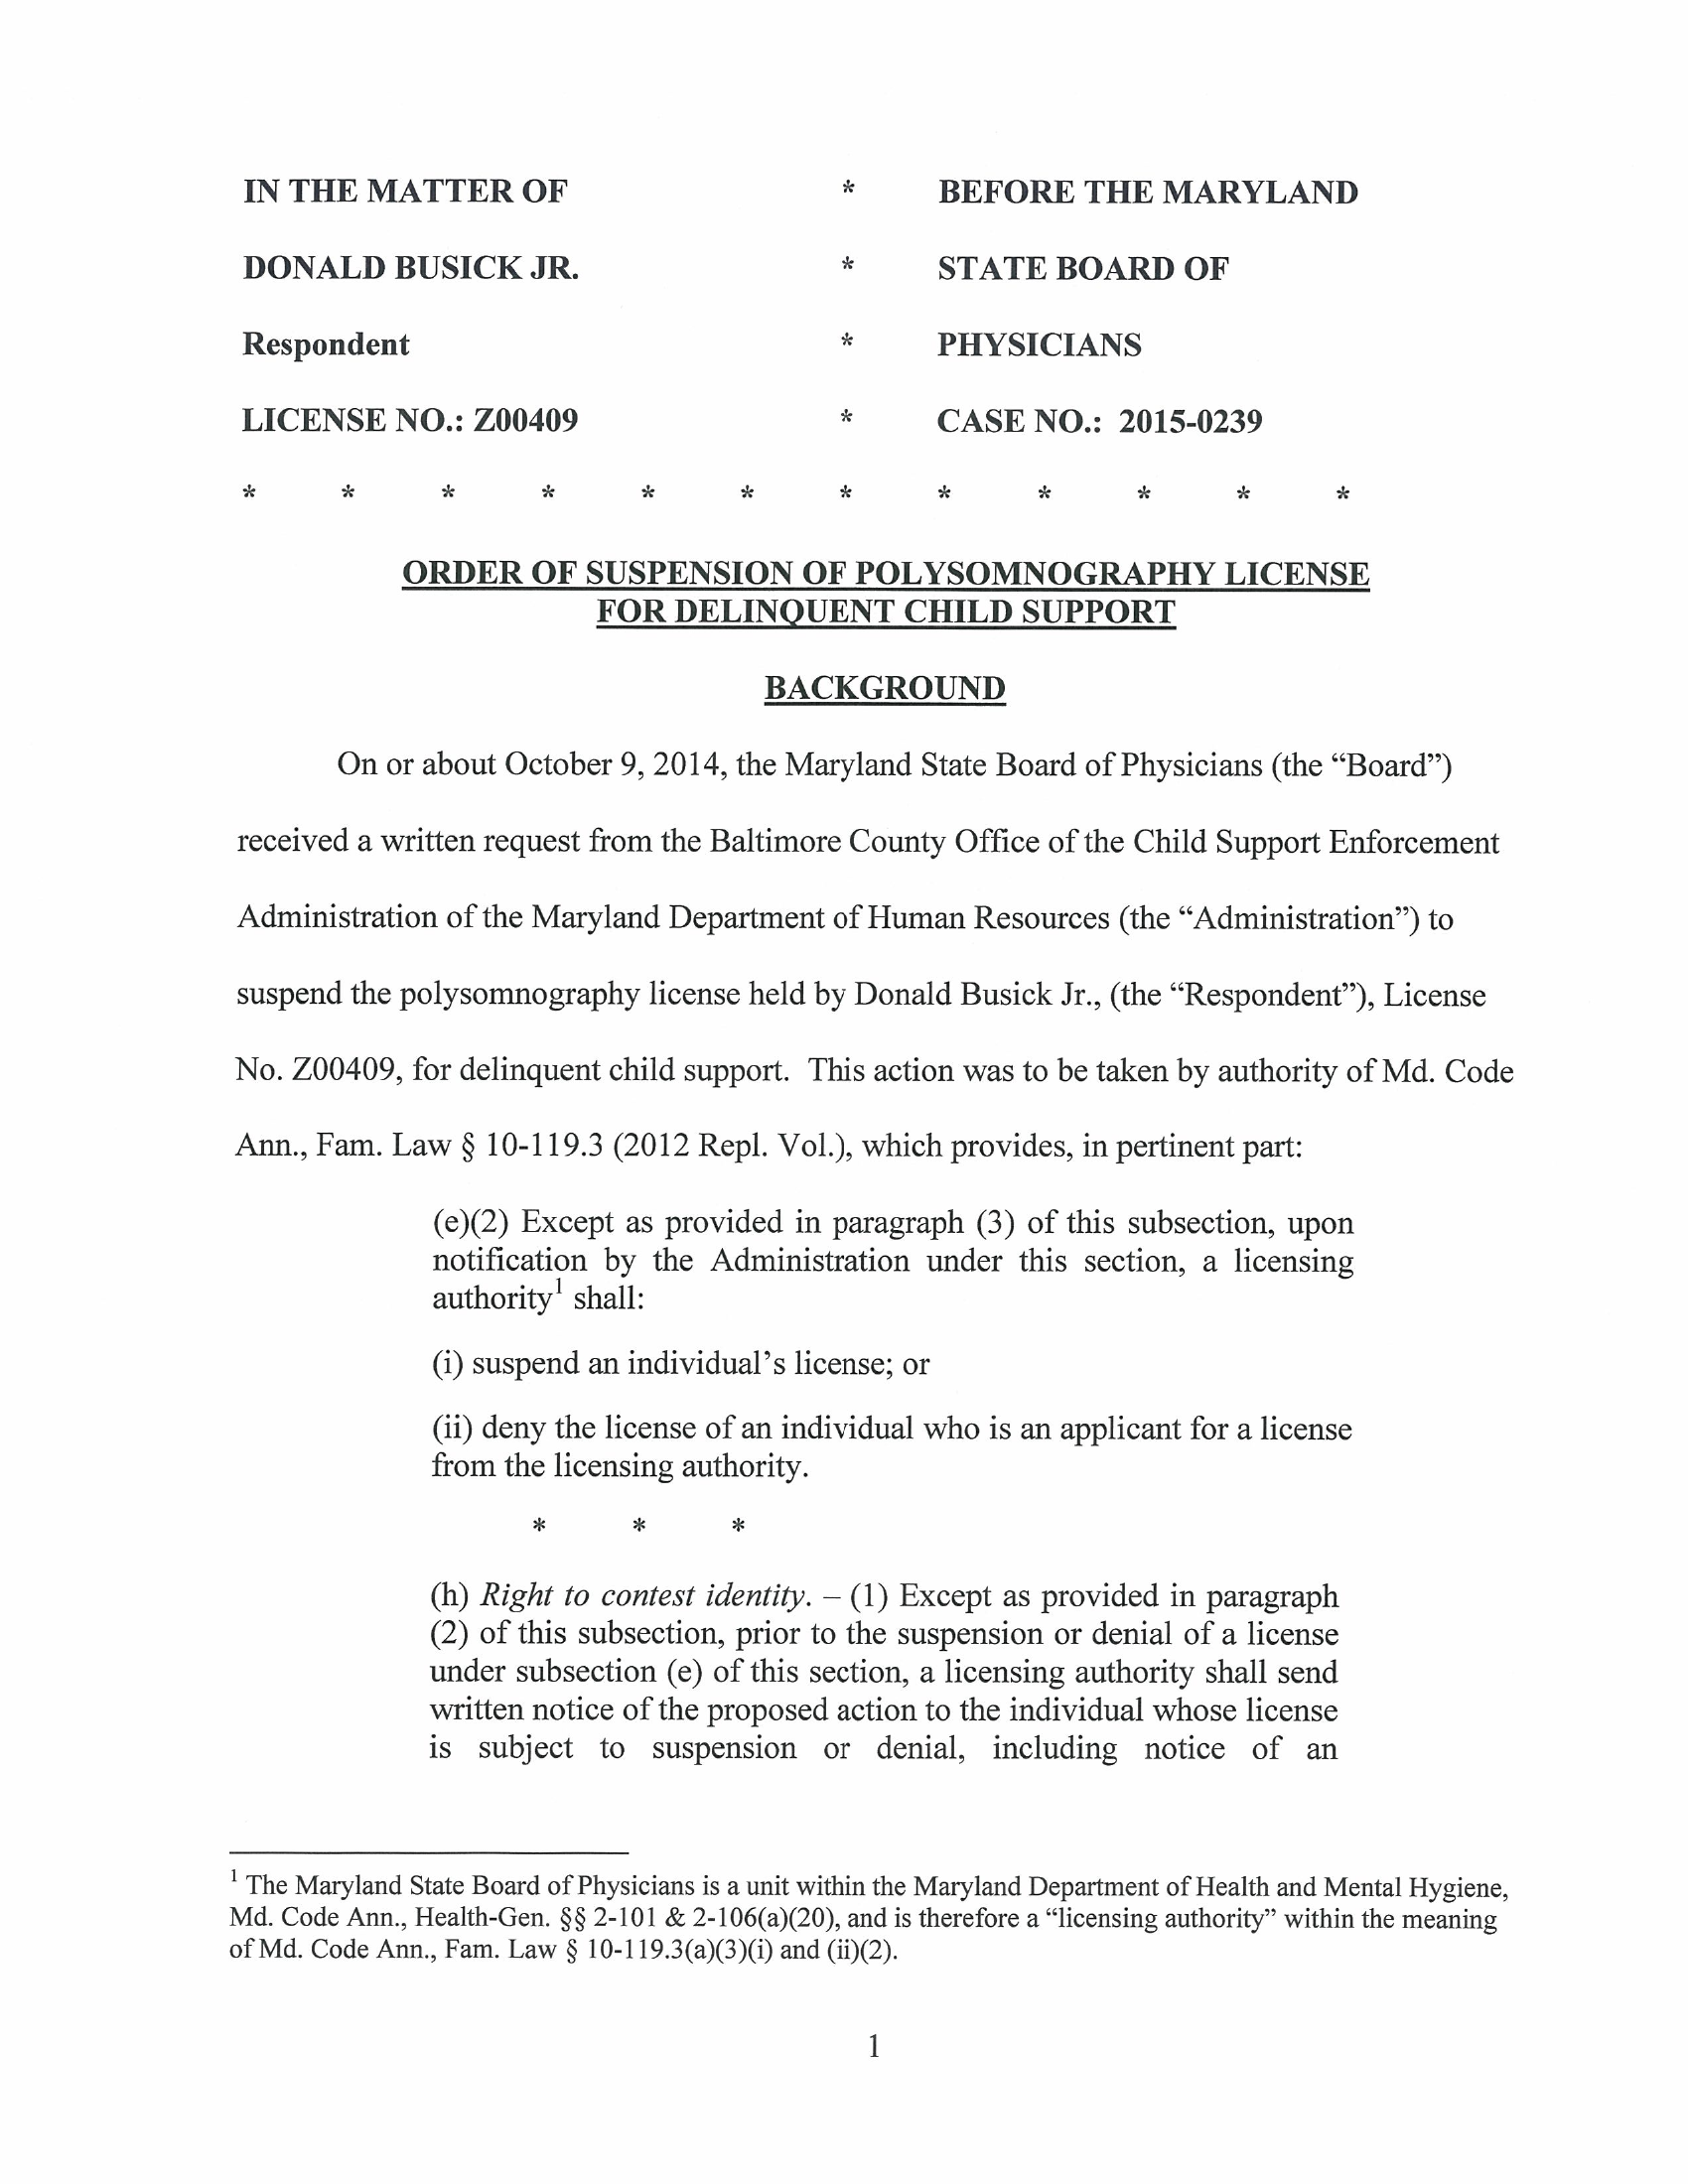 IN THE MATTER OF * BEFORE THE MARYLAND
DONALD BUSICK JR. * STATE BOARD OF
Respondent * PHYSICIANS
LICENSE NO.: Z00409 * CASE NO.: 2015-0239
* * * * * * * * * * * *
ORDER OF SUSPENSION OF POLYSOMNOGRAPHY LICENSE
FOR DELINQUENT CHILD SUPPORT
BACKGROUND
On or about October 9, 2014, the Maryland State Board of Physicians (the “Board”)
received a written request from the Baltimore County Office of the Child Support Enforcement
Administration of the Maryland Department of Human Resources (the “Administration”) to
suspend the polysomnography license held by Donald Busick Jr., (the “Respondent”), License
No. Z00409, for delinquent child support. This action was to be taken by authority of Md. Code
Ann., Fam. Law § 10-119.3 (2012 Repl. Vol.), which provides, in pertinent part:
(e)(2) Except as provided in paragraph (3) of this subsection, upon
notification by the Administration under this section, a licensing
authority¹ shall:
(i) suspend an individual’s license; or
(ii) deny the license of an individual who is an applicant for a license
from the licensing authority.
* * *
(h) Right to contest identity. – (1) Except as provided in paragraph
(2) of this subsection, prior to the suspension or denial of a license
under subsection (e) of this section, a licensing authority shall send
written notice of the proposed action to the individual whose license
is subject to suspension or denial, including notice of an
¹ The Maryland State Board of Physicians is a unit within the Maryland Department of Health and Mental Hygiene,
Md. Code Ann., Health-Gen. §§ 2-101 & 2-106(a)(20), and is therefore a “licensing authority” within the meaning
of Md. Code Ann., Fam. Law § 10-119.3(a)(3)(i) and (ii)(2).
1